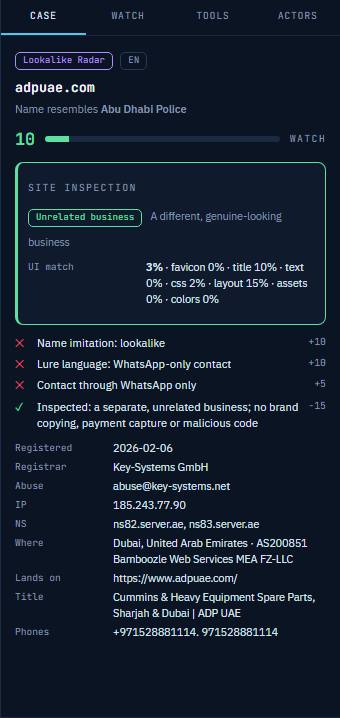 CASE WATCH TOOLS ACTORS
Lookalike Radar EN
adpuae.com
Name resembles Abu Dhabi Police
10 WATCH
SITE INSPECTION
Unrelated business A different, genuine-looking
business
UI match 3% · favicon 0% · title 10% · text
0% · css 2% · layout 15% · assets
0% · colors 0%
✕ Name imitation: lookalike +10
✕ Lure language: WhatsApp-only contact +10
✕ Contact through WhatsApp only +5
✓ Inspected: a separate, unrelated business; no brand -15
copying, payment capture or malicious code
Registered 2026-02-06
Registrar Key-Systems GmbH
Abuse abuse@key-systems.net
IP 185.243.77.90
NS ns82.server.ae, ns83.server.ae
Where Dubai, United Arab Emirates · AS200851
Bamboozle Web Services MEA FZ-LLC
Lands on https://www.adpuae.com/
Title Cummins & Heavy Equipment Spare Parts,
Sharjah & Dubai | ADP UAE
Phones +971528881114, 971528881114